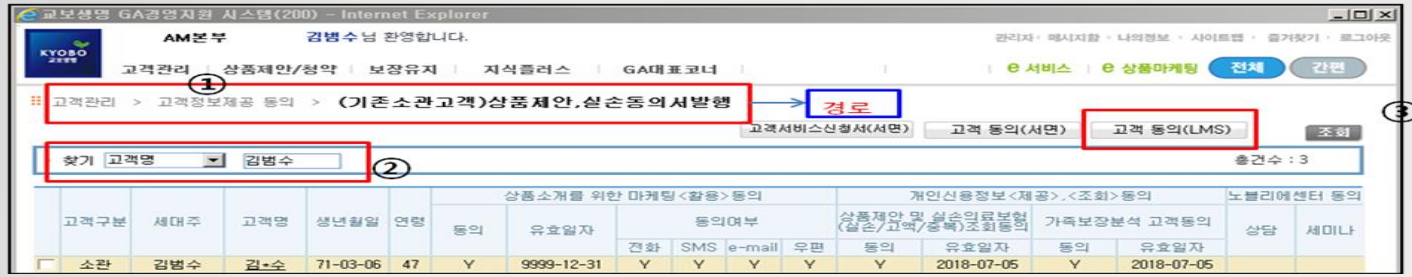 교보생명 GA경영지원 시스템(200) - Internet Explorer
KYOBO 교보생명
AM본부 김범수님 환영합니다.
관리자 · 메시지함 · 나의정보 · 사이트맵 · 즐겨찾기 · 로그아웃
고객관리 상품제안/청약 보장유지 지식플러스 GA대표코너 e 서비스 e 상품마케팅 전체 간편
①
고객관리 > 고객정보제공 동의 > (기존소관고객)상품제안,실손동의서발행 경로
③
고객서비스신청서(서면) 고객 동의(서면) 고객 동의(LMS) 조회
찾기 고객명 김범수 ② 총건수 : 3
상품소개를 위한 마케팅<활용>동의 개인신용정보<제공>,<조회>동의 노블리에센터 동의
고객구분 세대주 고객명 생년월일 연령 동의 유효일자 동의여부 상품제안 및 실손의료보험 (실손/고액/중복)조회동의 가족보장분석 고객동의 상담 세미나
전화 SMS e-mail 우편 동의 유효일자 동의 유효일자
소관 김범수 김*수 71-03-06 47 Y 9999-12-31 Y Y Y Y Y 2018-07-05 Y 2018-07-05